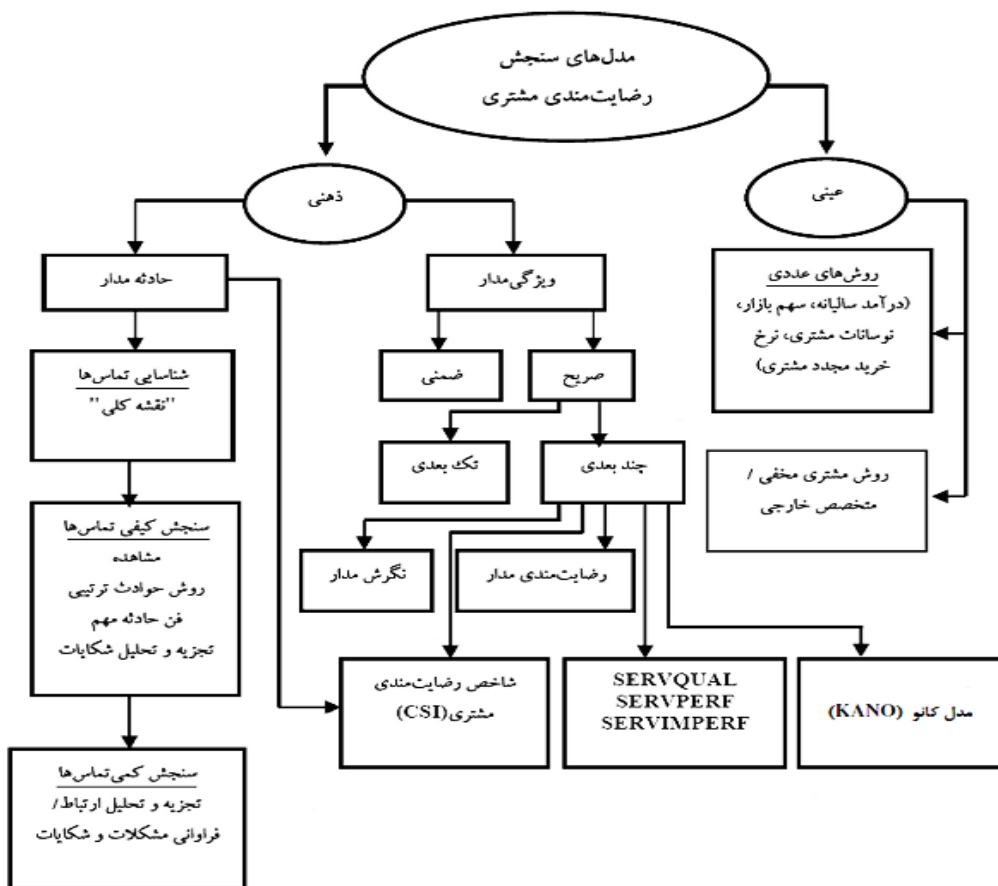 مدل‌های سنجش
رضایت‌مندی مشتری
عینی
ذهنی
روش‌های عددی
(درآمد سالیانه، سهم بازار،
نوسانات مشتری، نرخ
خرید مجدد مشتری)
ویژگی‌مدار
حادثه مدار
صریح
ضمنی
شناسایی تماس‌ها
"نقشه کلی"
چند بعدی
تک بعدی
روش مشتری مخفی /
متخصص خارجی
سنجش کیفی تماس‌ها
مشاهده
روش حوادث ترتیبی
فن حادثه مهم
تجزیه و تحلیل شکایات
رضایت‌مندی مدار
نگرش مدار
مدل کانو (KANO)
SERVQUAL
SERVPERF
SERVIMPERF
شاخص رضایت‌مندی
مشتری(CSI)
سنجش کمی‌تماس‌ها
تجزیه و تحلیل ارتباط/
فراوانی مشکلات و شکایات